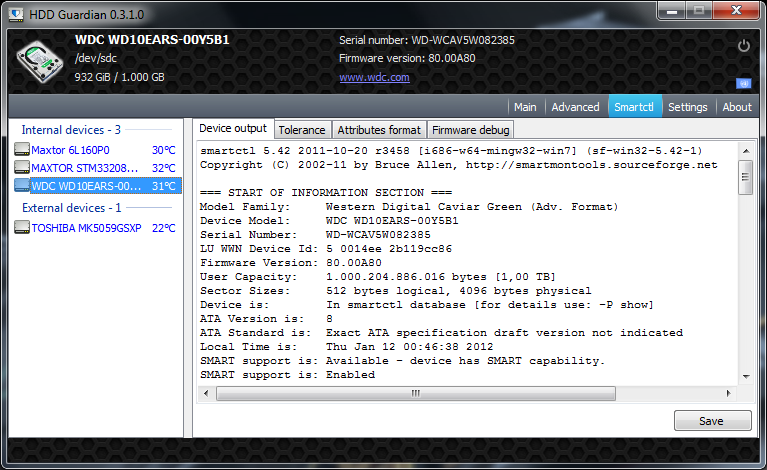 HDD Guardian 0.3.1.0
WDC WD10EARS-00Y5B1
/dev/sdc
932 GiB / 1.000 GB
Serial number: WD-WCAV5W082385
Firmware version: 80.00A80
www.wdc.com
Main
Advanced
Smartctl
Settings
About
Internal devices - 3
Maxtor 6L160P0 30°C
MAXTOR STM33208... 32°C
WDC WD10EARS-00... 31°C
External devices - 1
TOSHIBA MK5059GSXP 22°C
Device output
Tolerance
Attributes format
Firmware debug
smartctl 5.42 2011-10-20 r3458 [i686-w64-mingw32-win7] (sf-win32-5.42-1)
Copyright (C) 2002-11 by Bruce Allen, http://smartmontools.sourceforge.net
=== START OF INFORMATION SECTION ===
Model Family: Western Digital Caviar Green (Adv. Format)
Device Model: WDC WD10EARS-00Y5B1
Serial Number: WD-WCAV5W082385
LU WWN Device Id: 5 0014ee 2b119cc86
Firmware Version: 80.00A80
User Capacity: 1.000.204.886.016 bytes [1,00 TB]
Sector Sizes: 512 bytes logical, 4096 bytes physical
Device is: In smartctl database [for details use: -P show]
ATA Version is: 8
ATA Standard is: Exact ATA specification draft version not indicated
Local Time is: Thu Jan 12 00:46:38 2012
SMART support is: Available - device has SMART capability.
SMART support is: Enabled
Save